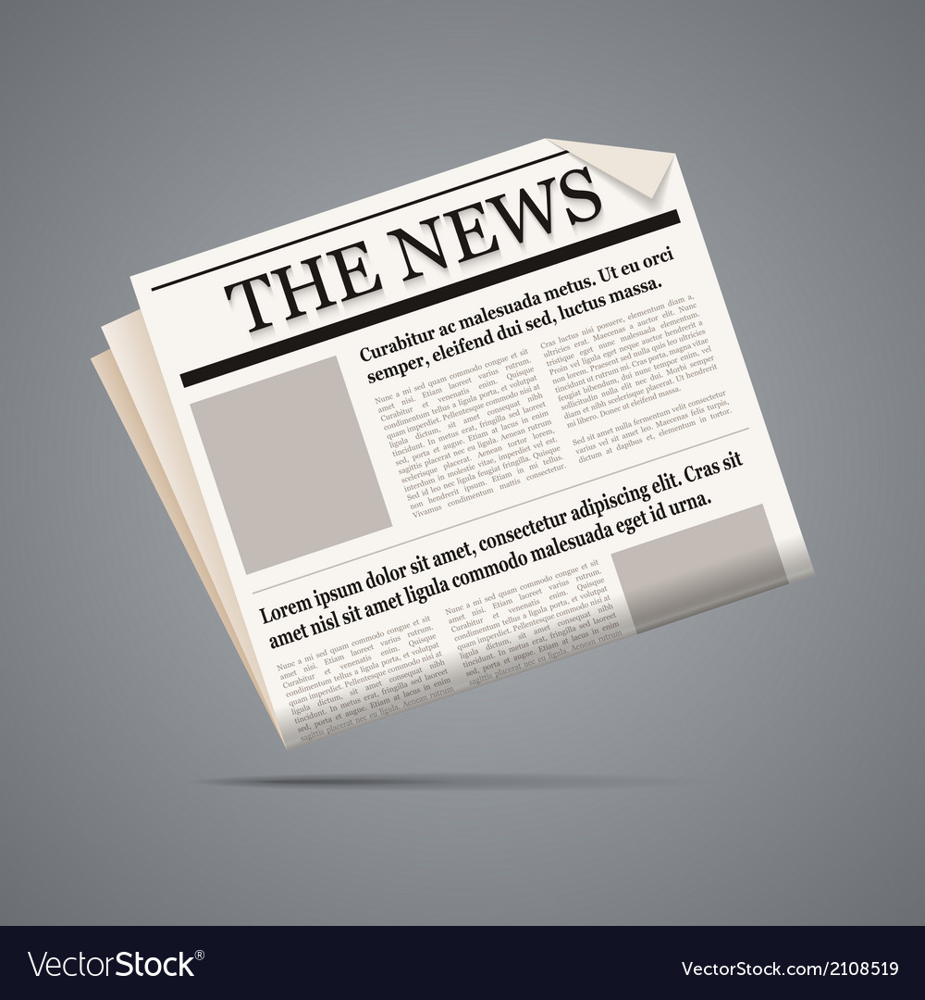 THE NEWS
Curabitur ac malesuada metus. Ut eu orci
semper, eleifend dui sed, luctus massa.
Nunc a mi sed quam commodo congue et sit
amet nisl. Etiam laoreet varius rutrum.
Curabitur et venenatis enim. Quisque
condimentum tellus a ligula porta, et volutpat
quam imperdiet. Pellentesque commodo nisi at
ligula dictum, sit amet consequat nibh
tincidunt. In metus erat, fringilla sed laoreet
sed, porta et augue. Etiam at lacus in enim
sagittis placerat nec eu ligula. Aenean rutrum
scelerisque placerat. Aenean tortor lorem,
interdum in molestie vitae, imperdiet vel est.
Sed id leo nec ligula feugiat fringilla. Quisque
non hendrerit ipsum. Etiam in mi tellus.
Vivamus condimentum mattis consectetur.
Cras luctus nisi posuere, elementum diam a,
ultricies erat. Maecenas a auctor elit. Nunc
tristique eget nunc malesuada elementum.
Proin vel ligula eget neque auctor hendrerit a
non lorem. Praesent sed nulla quis leo ultricies
tincidunt ut rutrum mi. Cras porta, magna vitae
feugiat bibendum, dui nunc tempor enim, vel
sollicitudin nulla elit nec dui. Morbi semper
diam et nibh scelerisque placerat. Ut hendrerit
mi libero. Donec ut eleifend massa.
Sed sit amet nulla fermentum velit consectetur
varius vel sit amet leo. Maecenas felis turpis,
dictum at dapibus et, elementum in tortor.
Lorem ipsum dolor sit amet, consectetur adipiscing elit. Cras sit
amet nisl sit amet ligula commodo malesuada eget id urna.
Nunc a mi sed quam commodo congue et sit
amet nisl. Etiam laoreet varius rutrum.
Curabitur et venenatis enim. Quisque
condimentum tellus a ligula porta, et volutpat
quam imperdiet. Pellentesque commodo nisi at
ligula dictum, sit amet consequat nibh
tincidunt. In metus erat, fringilla sed laoreet
sed, porta et augue. Etiam at lacus in enim
sagittis placerat nec eu ligula. Aenean rutrum
Nunc a mi sed quam commodo congue et sit
amet nisl. Etiam laoreet varius rutrum.
Curabitur et venenatis enim. Quisque
condimentum tellus a ligula porta, et volutpat
quam imperdiet. Pellentesque commodo nisi at
ligula dictum, sit amet consequat nibh
tincidunt. In metus erat, fringilla sed laoreet
sed, porta et augue. Etiam at lacus in enim
sagittis placerat nec eu ligula. Aenean rutrum
VectorStock®
VectorStock.com/2108519